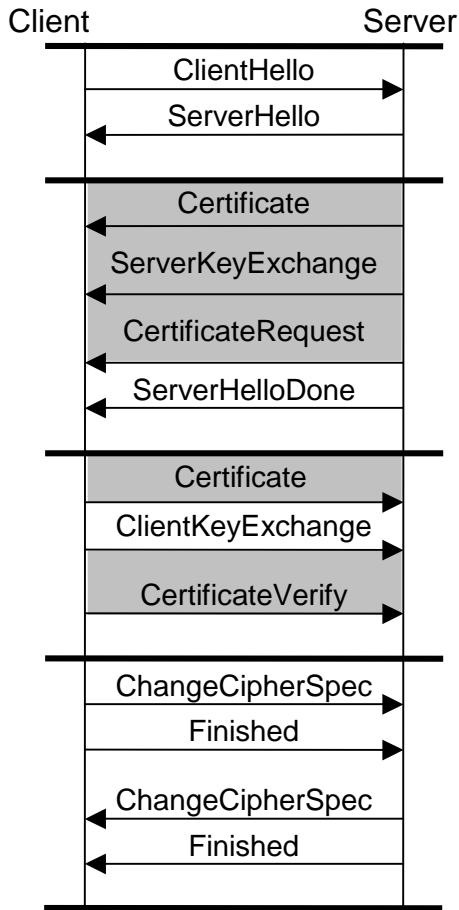 Client Server
ClientHello
ServerHello
Certificate
ServerKeyExchange
CertificateRequest
ServerHelloDone
Certificate
ClientKeyExchange
CertificateVerify
ChangeCipherSpec
Finished
ChangeCipherSpec
Finished